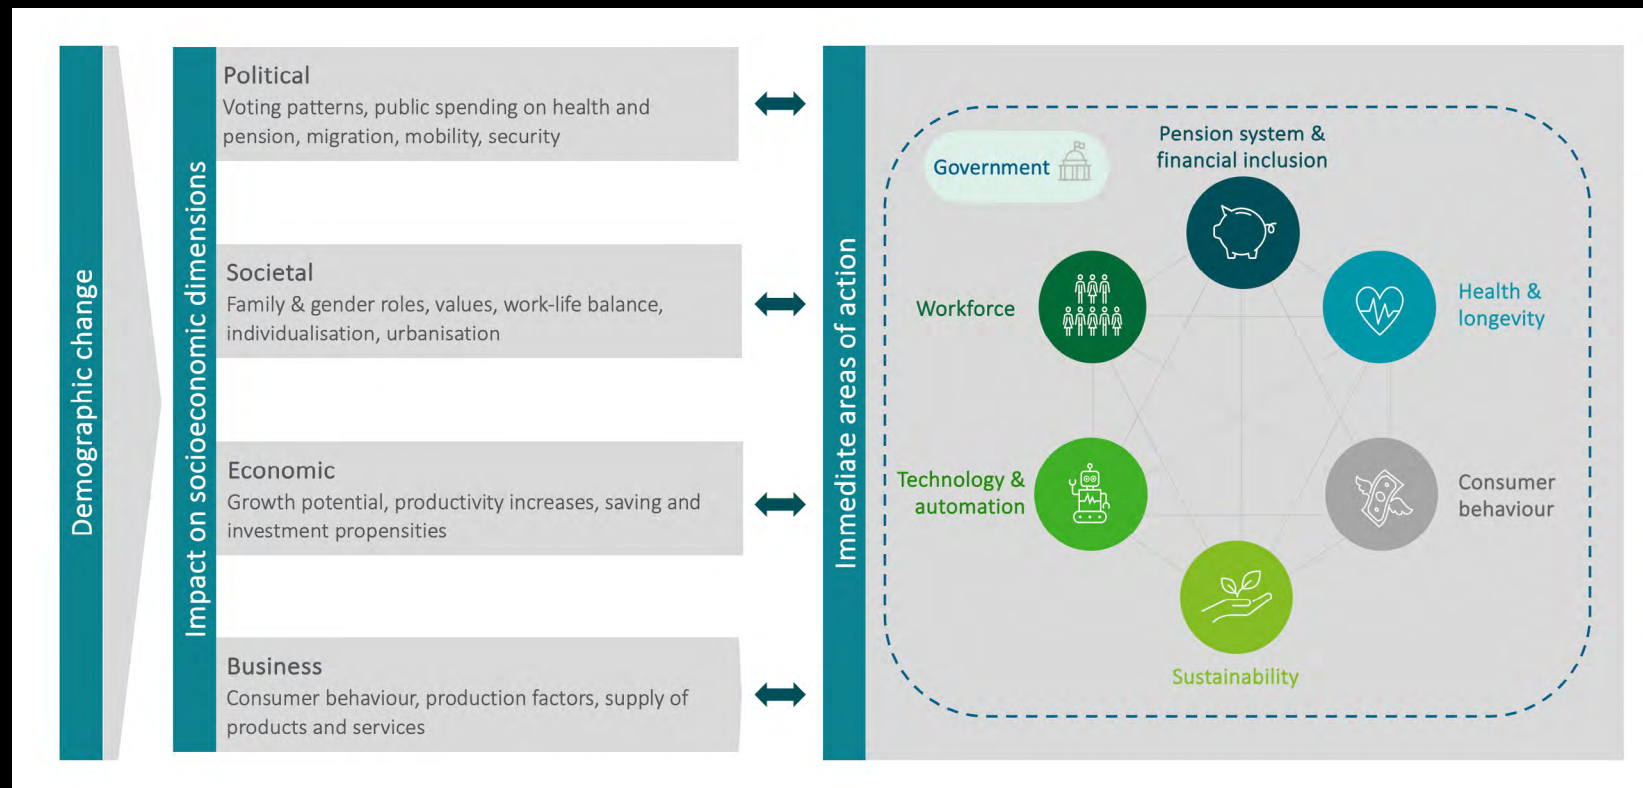 Demographic change
Impact on socioeconomic dimensions
Political
Voting patterns, public spending on health and
pension, migration, mobility, security
Societal
Family & gender roles, values, work-life balance,
individualisation, urbanisation
Economic
Growth potential, productivity increases, saving and
investment propensities
Business
Consumer behaviour, production factors, supply of
products and services
Immediate areas of action
Government
Pension system &
financial inclusion
Workforce
Health &
longevity
Technology &
automation
Consumer
behaviour
Sustainability